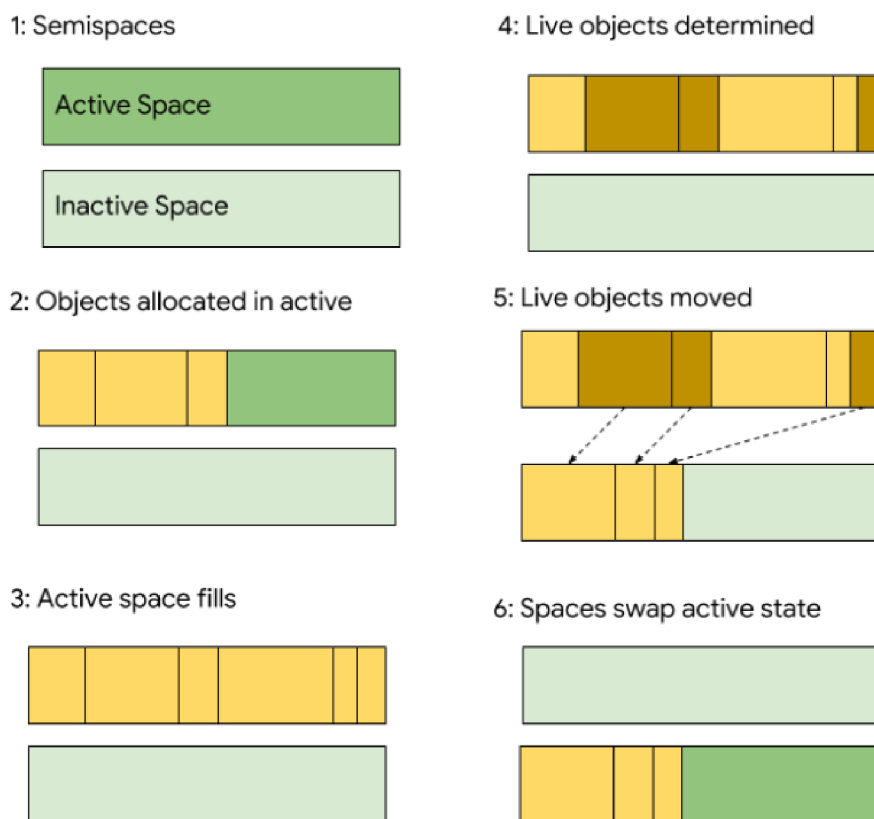 1: Semispaces
Active Space
Inactive Space
2: Objects allocated in active
3: Active space fills
4: Live objects determined
5: Live objects moved
6: Spaces swap active state